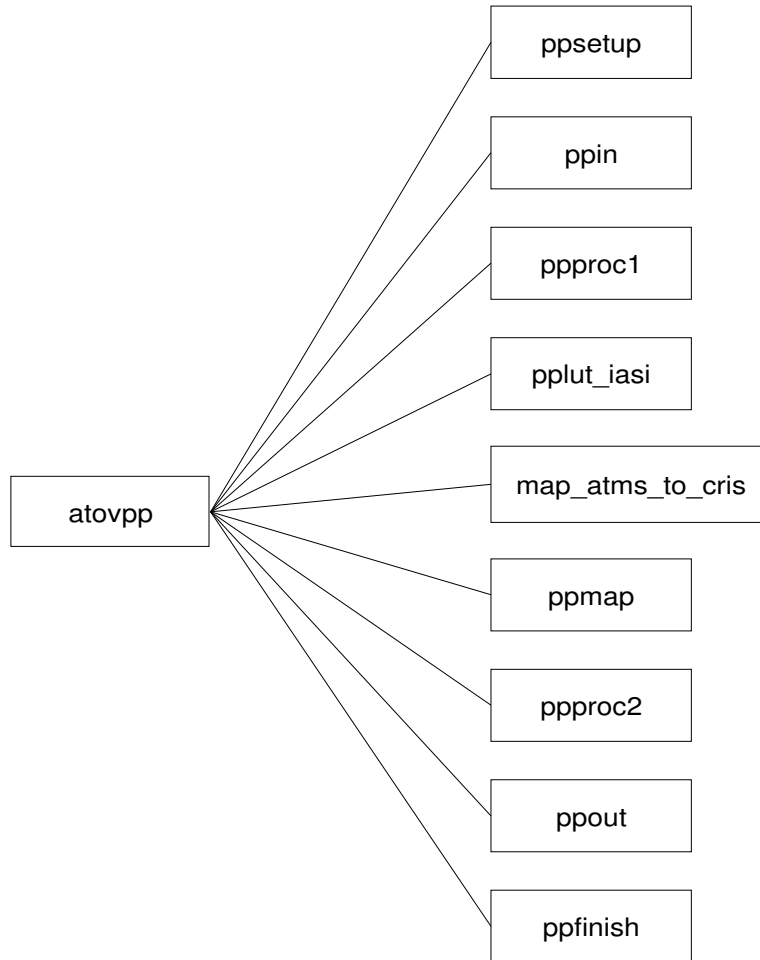 ppsetup
ppin
ppproc1
pplut_iasi
map_atms_to_cris
atovpp
ppmap
ppproc2
ppout
ppfinish